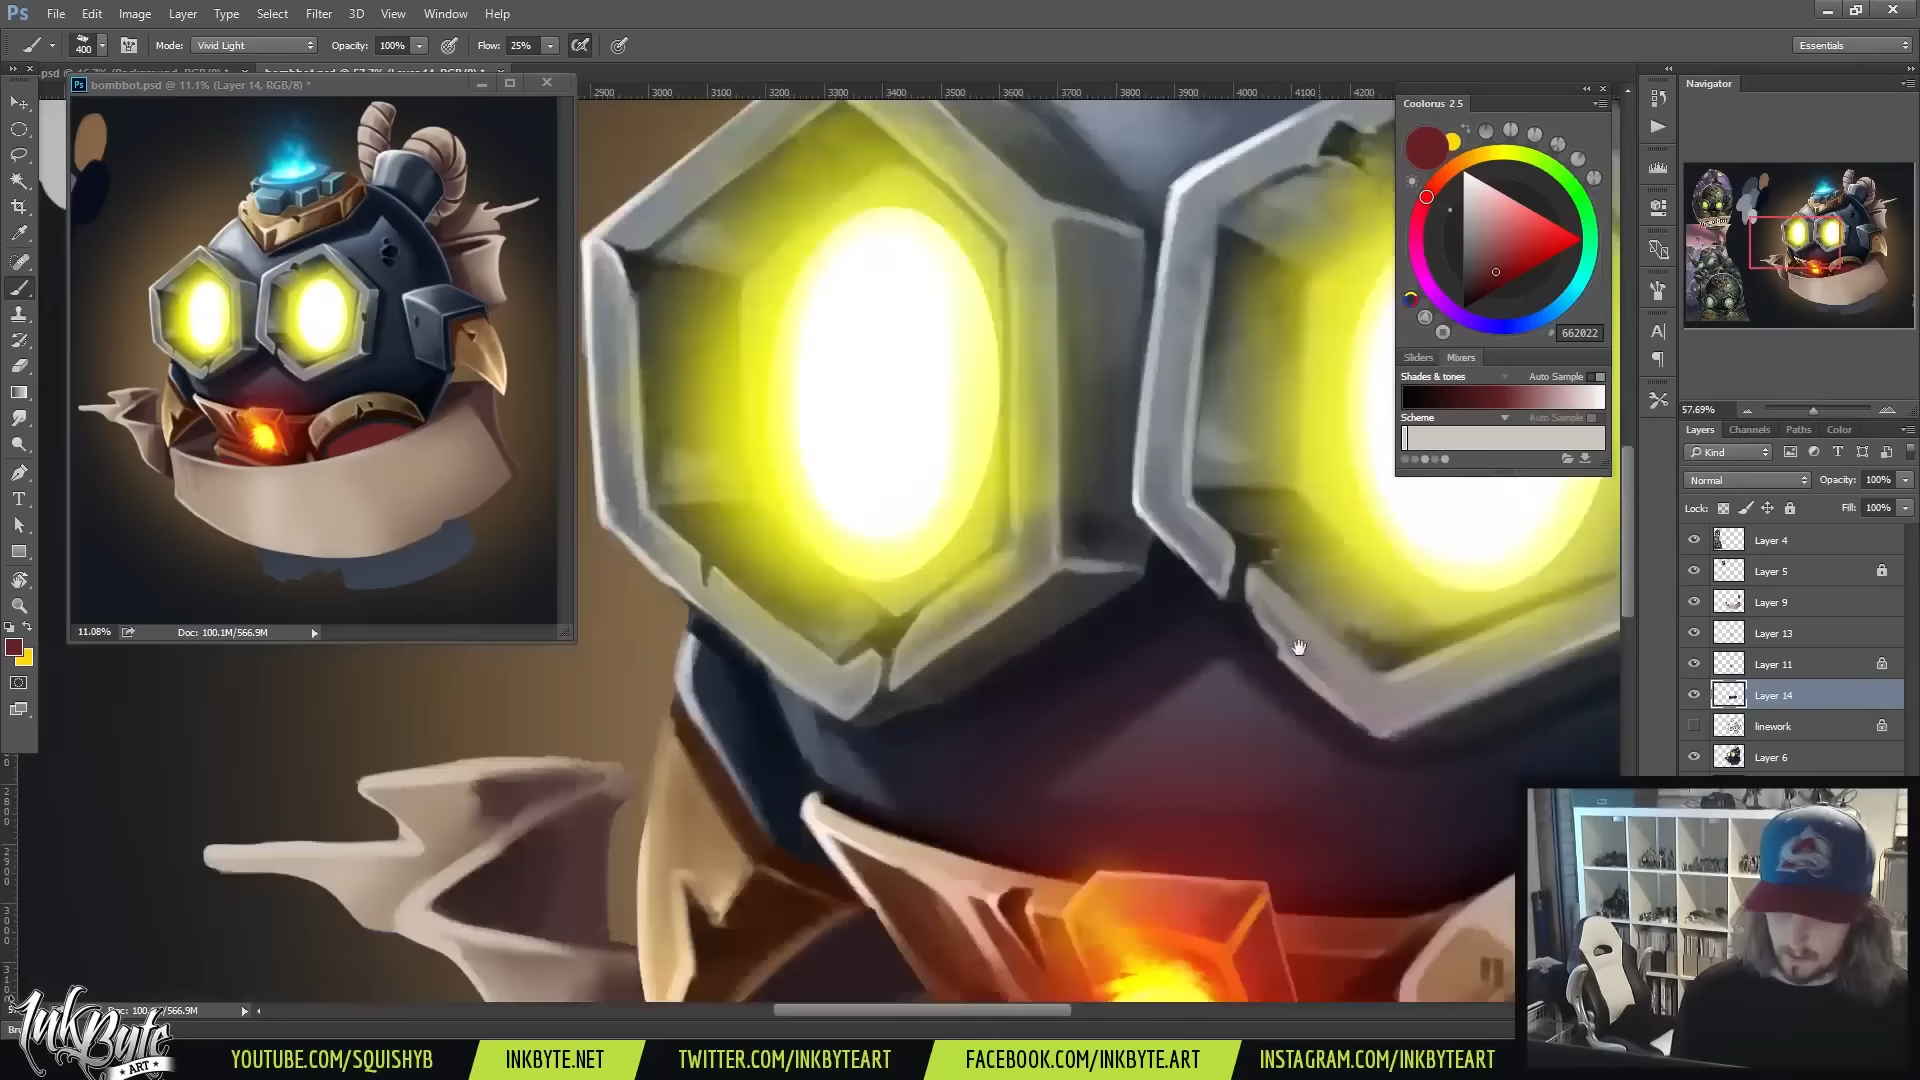 Ps File Edit Image Layer Type Select Filter 3D View Window Help
400 Mode: Vivid Light Opacity: 100% Flow: 25% Essentials
bombbot.psd @ 11.1% (Layer 14, RGB/8) *
2900 3000 3100 3200 3300 3400 3500 3600 3700 3800 3900 4000 4100 4200
Coolorus 2.5
# 662022
Sliders Mixers
Shades & tones Auto Sample
Scheme Auto Sample
Navigator
57.69%
Layers Channels Paths Color
Kind
Normal Opacity: 100%
Lock: Fill: 100%
Layer 4
Layer 5
Layer 9
Layer 13
Layer 11
Layer 14
linework
Layer 6
11.08% Doc: 100.1M/566.9M
InkByte
ART
YOUTUBE.COM/SQUISHYB INKBYTE.NET TWITTER.COM/INKBYTEART FACEBOOK.COM/INKBYTE.ART INSTAGRAM.COM/INKBYTEART